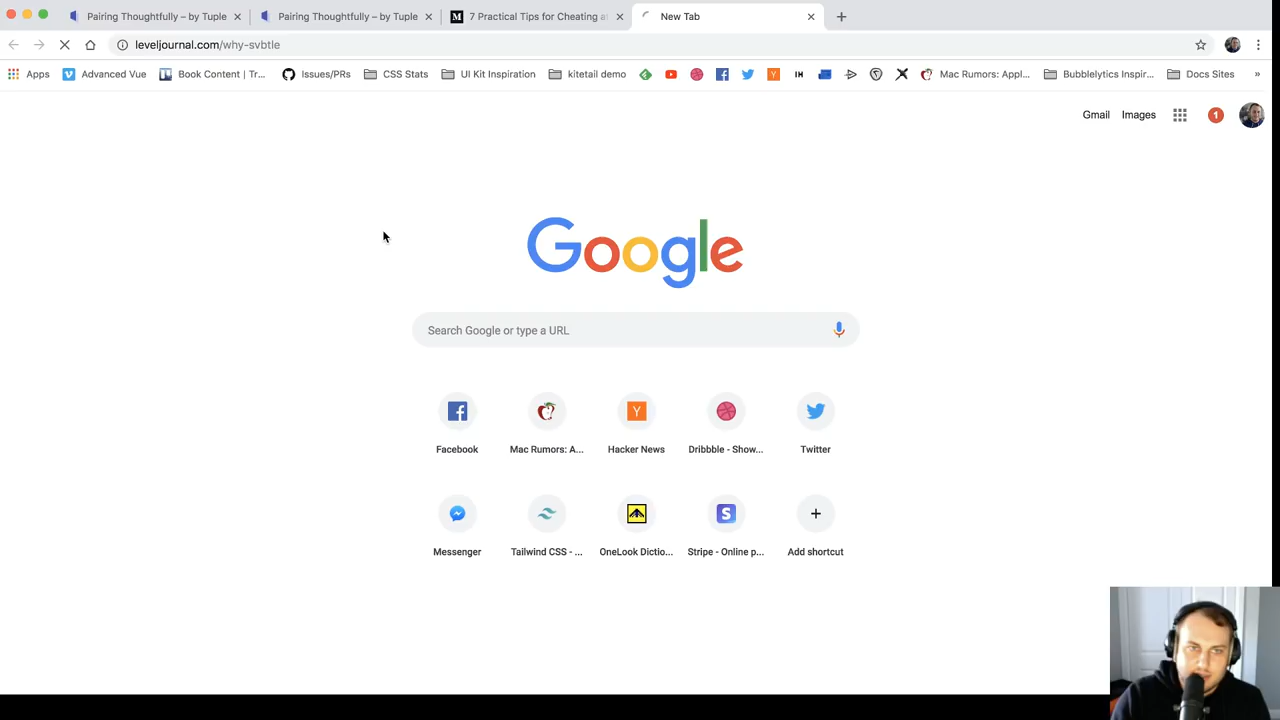 Pairing Thoughtfully – by Tuple
Pairing Thoughtfully – by Tuple
7 Practical Tips for Cheating a
New Tab
leveljournal.com/why-svbtle
Apps
Advanced Vue
Book Content | Tr...
Issues/PRs
CSS Stats
UI Kit Inspiration
kitetail demo
Mac Rumors: Appl...
Bubblelytics Inspir...
Docs Sites
»
Gmail
Images
1
Google
Search Google or type a URL
Facebook
Mac Rumors: A...
Hacker News
Dribbble - Show...
Twitter
Messenger
Tailwind CSS - ...
OneLook Dictio...
Stripe - Online p...
Add shortcut